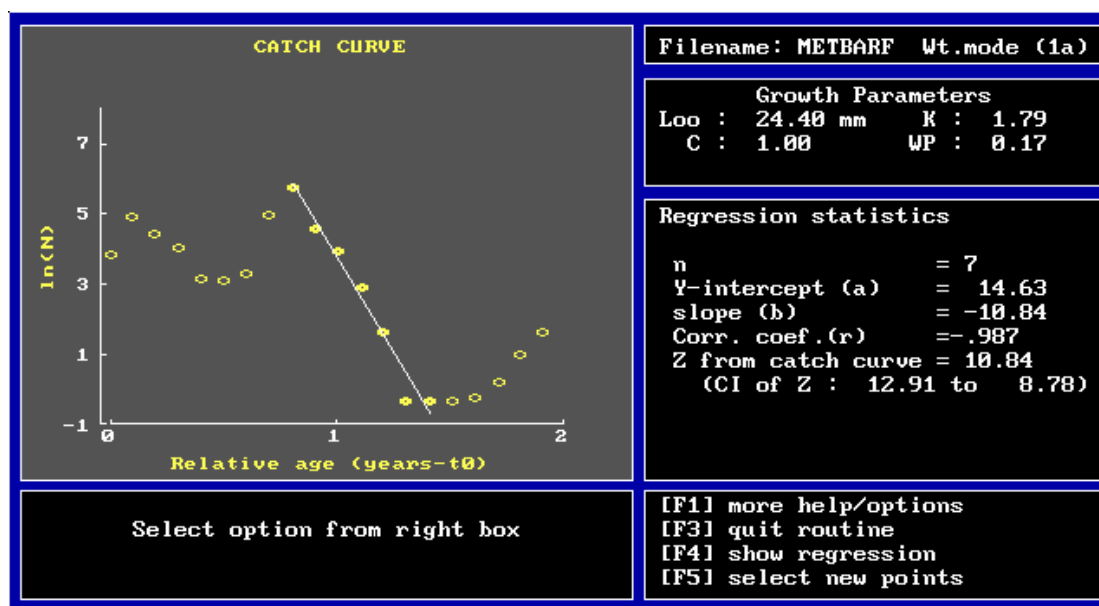 CATCH CURVE
ln(N)
7
5
3
1
-1
0 1 2
Relative age (years-t0)
Filename: METBARF Wt.mode (1a)
Growth Parameters
Loo : 24.40 mm K : 1.79
C : 1.00 WP : 0.17
Regression statistics
n = 7
Y-intercept (a) = 14.63
slope (b) = -10.84
Corr. coef.(r) =-.987
Z from catch curve = 10.84
(CI of Z : 12.91 to 8.78)
Select option from right box
[F1] more help/options
[F3] quit routine
[F4] show regression
[F5] select new points